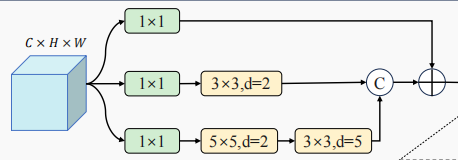 1×1
C × H × W
1×1
3×3,d=2
C
1×1
5×5,d=2
3×3,d=5